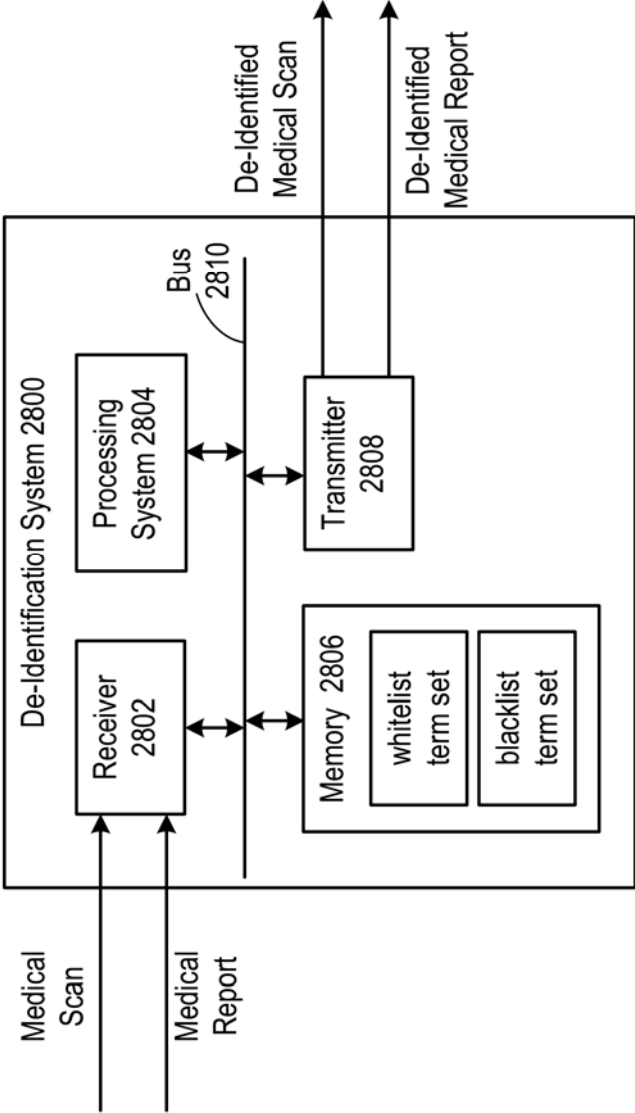 De-Identification System 2800
Medical
Scan
Medical
Report
Receiver
2802
Processing
System 2804
Bus
2810
Memory 2806
whitelist
term set
blacklist
term set
Transmitter
2808
De-Identified
Medical Scan
De-Identified
Medical Report